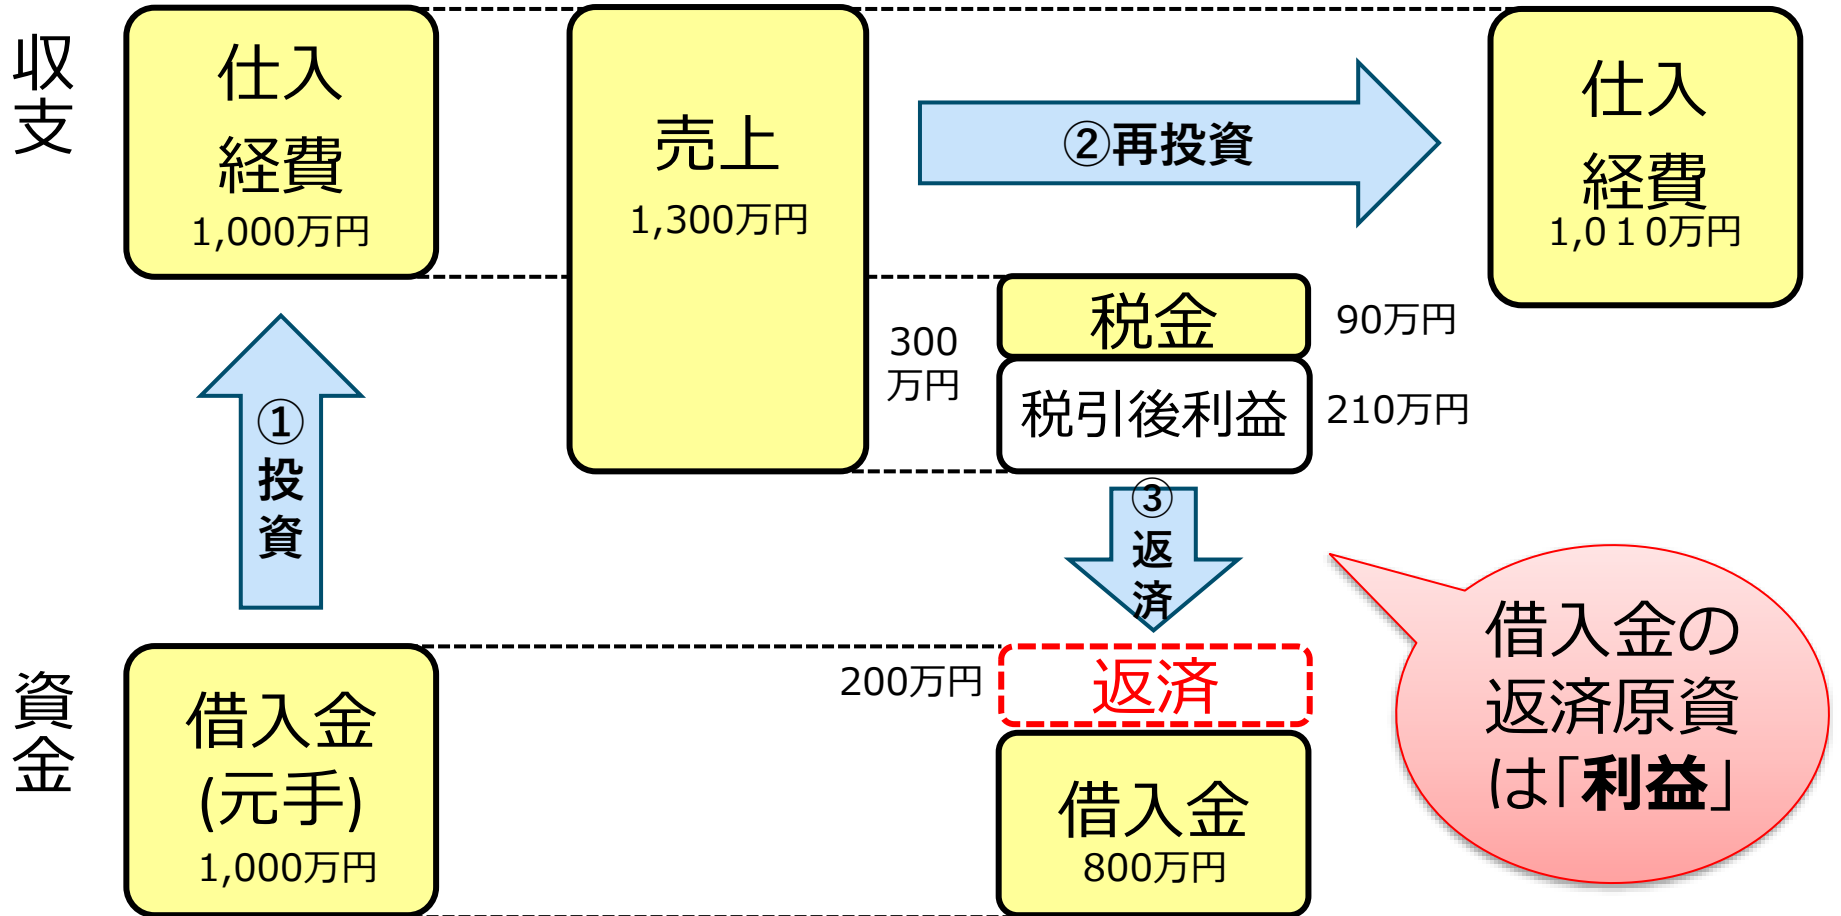 収支
仕入
経費
1,000万円
売上
1,300万円
②再投資
仕入
経費
1,0１0万円
300
万円
税金
90万円
税引後利益
210万円
①
投
資
③
返
済
資金
借入金
(元手)
1,000万円
200万円
返済
借入金
800万円
借入金の
返済原資
は「利益」